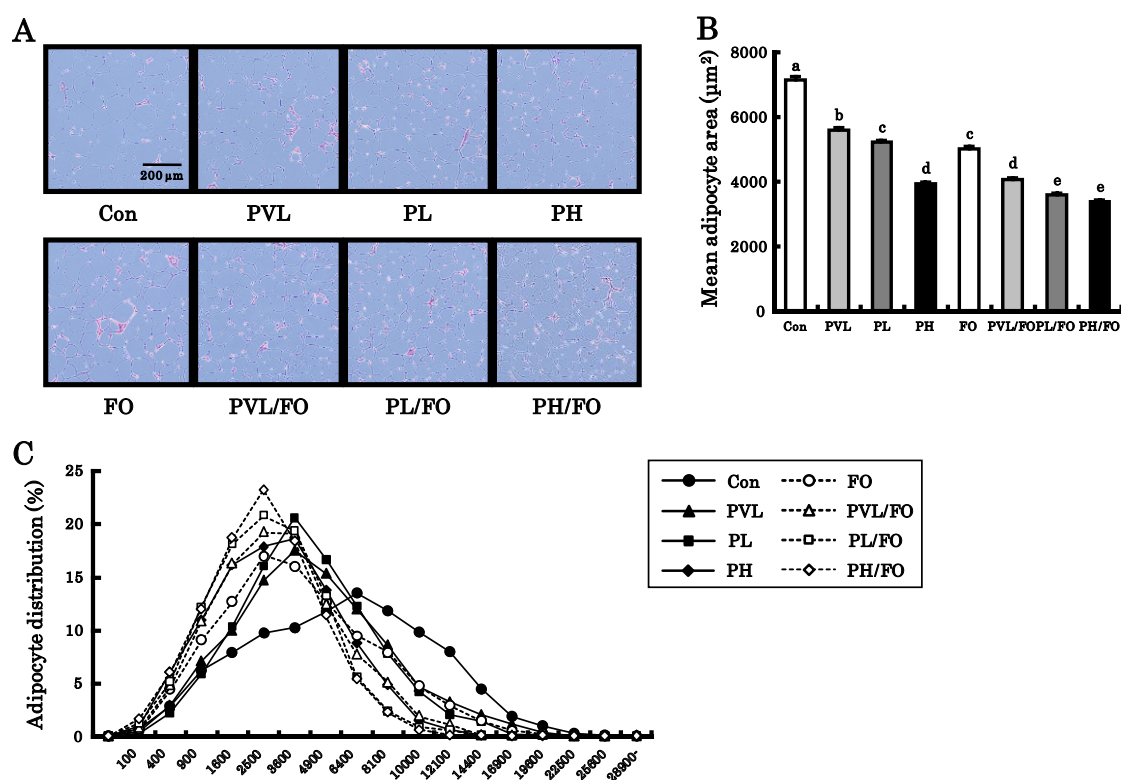 A
200 μm
Con PVL PL PH
FO PVL/FO PL/FO PH/FO
B
Mean adipocyte area (μm²)
8000
6000
4000
2000
0
a b c d c d e e
Con PVL PL PH FO PVL/FO PL/FO PH/FO
C
Adipocyte distribution (%)
25
20
15
10
5
0
100 400 900 1600 2500 3600 4900 6400 8100 10000 12100 14400 16900 19600 22500 25600 28900-
Con FO
PVL PVL/FO
PL PL/FO
PH PH/FO